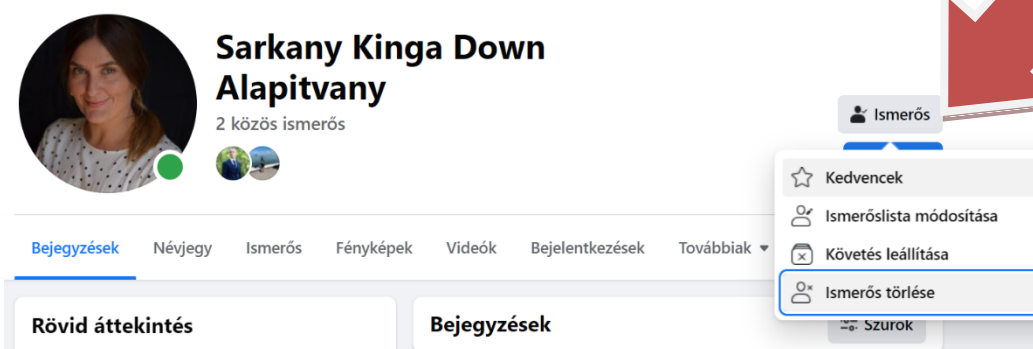 Sarkany Kinga Down
Alapitvany
2 közös ismerős
Ismerős
Kedvencek
Ismerőslista módosítása
Követés leállítása
Ismerős törlése
Bejegyzések Névjegy Ismerős Fényképek Videók Bejelentkezések Továbbiak
Rövid áttekintés
Bejegyzések
Szűrők